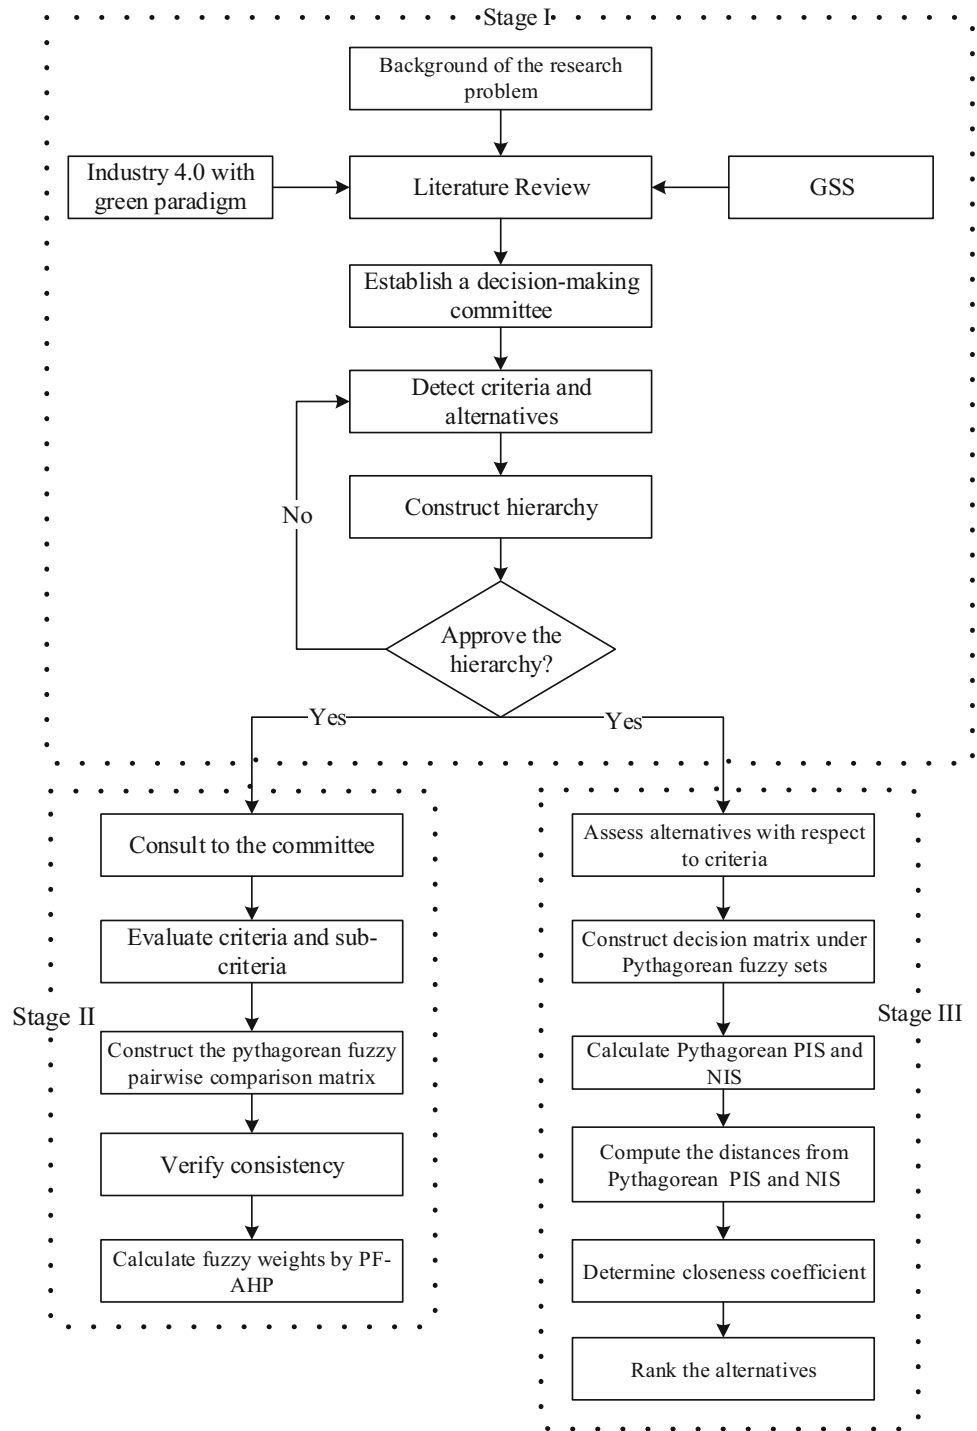 Stage I
Background of the research
problem
Industry 4.0 with
green paradigm
Literature Review
GSS
Establish a decision-making
committee
Detect criteria and
alternatives
Construct hierarchy
No
Approve the
hierarchy?
Yes
Yes
Stage II
Consult to the committee
Evaluate criteria and sub-
criteria
Construct the pythagorean fuzzy
pairwise comparison matrix
Verify consistency
Calculate fuzzy weights by PF-
AHP
Stage III
Assess alternatives with respect
to criteria
Construct decision matrix under
Pythagorean fuzzy sets
Calculate Pythagorean PIS and
NIS
Compute the distances from
Pythagorean PIS and NIS
Determine closeness coefficient
Rank the alternatives